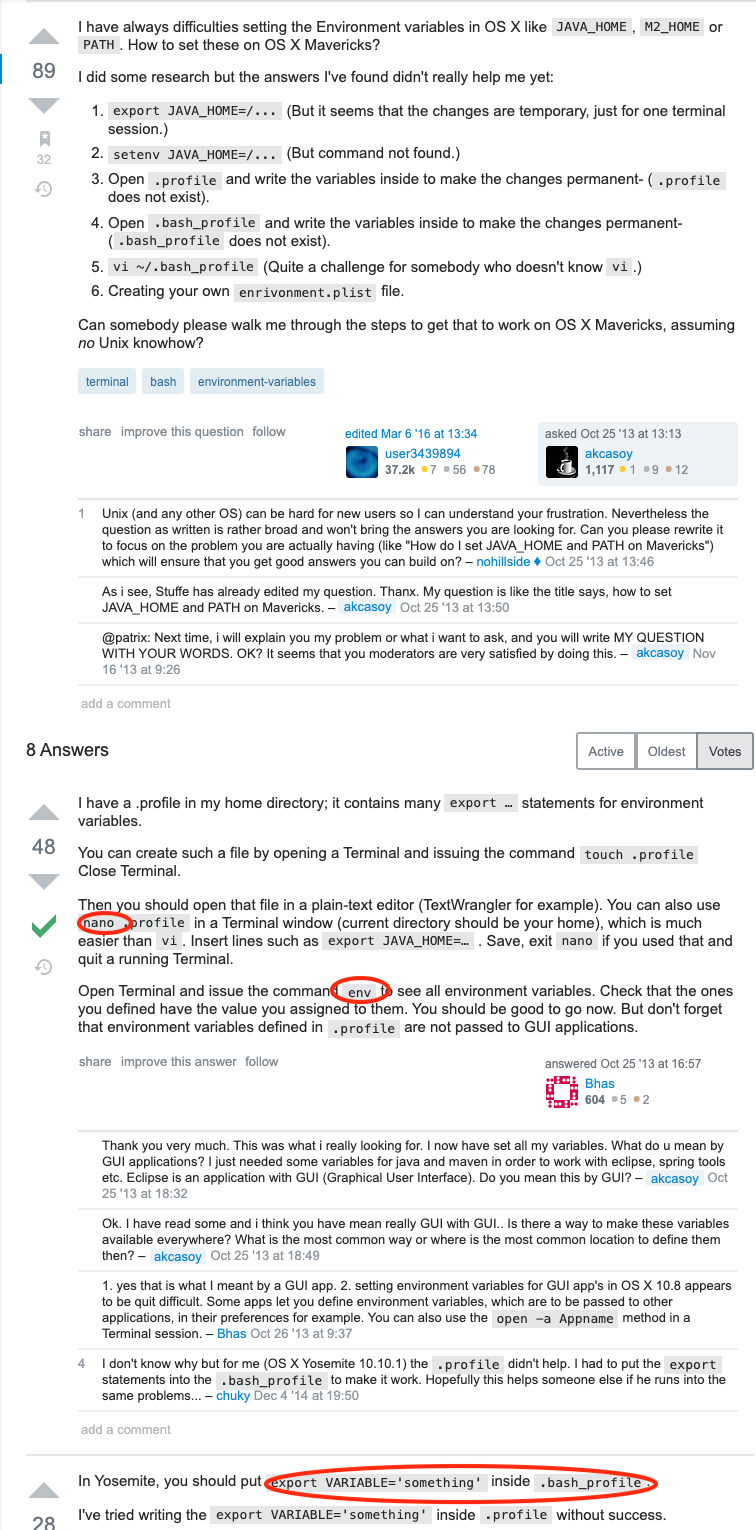 I have always difficulties setting the Environment variables in OS X like JAVA_HOME, M2_HOME or
PATH. How to set these on OS X Mavericks?
89
I did some research but the answers I've found didn't really help me yet:
1. export JAVA_HOME=/... (But it seems that the changes are temporary, just for one terminal
session.)
32
2. setenv JAVA_HOME=/... (But command not found.)
3. Open .profile and write the variables inside to make the changes permanent- (.profile
does not exist).
4. Open .bash_profile and write the variables inside to make the changes permanent-
(.bash_profile does not exist).
5. vi ~/.bash_profile (Quite a challenge for somebody who doesn't know vi.)
6. Creating your own enrivonment.plist file.
Can somebody please walk me through the steps to get that to work on OS X Mavericks, assuming
no Unix knowhow?
terminal bash environment-variables
share improve this question follow
edited Mar 6 '16 at 13:34
user3439894
37.2k 7 56 78
asked Oct 25 '13 at 13:13
akcasoy
1,117 1 9 12
1 Unix (and any other OS) can be hard for new users so I can understand your frustration. Nevertheless the
question as written is rather broad and won't bring the answers you are looking for. Can you please rewrite it
to focus on the problem you are actually having (like "How do I set JAVA_HOME and PATH on Mavericks")
which will ensure that you get good answers you can build on? – nohillside ♦ Oct 25 '13 at 13:46
As i see, Stuffe has already edited my question. Thanx. My question is like the title says, how to set
JAVA_HOME and PATH on Mavericks. – akcasoy Oct 25 '13 at 13:50
@patrix: Next time, i will explain you my problem or what i want to ask, and you will write MY QUESTION
WITH YOUR WORDS. OK? It seems that you moderators are very satisfied by doing this. – akcasoy Nov
16 '13 at 9:26
add a comment
8 Answers
Active Oldest Votes
I have a .profile in my home directory; it contains many export … statements for environment
variables.
48
You can create such a file by opening a Terminal and issuing the command touch .profile
Close Terminal.
Then you should open that file in a plain-text editor (TextWrangler for example). You can also use
nano .profile in a Terminal window (current directory should be your home), which is much
easier than vi. Insert lines such as export JAVA_HOME=… . Save, exit nano if you used that and
quit a running Terminal.
Open Terminal and issue the command env to see all environment variables. Check that the ones
you defined have the value you assigned to them. You should be good to go now. But don't forget
that environment variables defined in .profile are not passed to GUI applications.
share improve this answer follow
answered Oct 25 '13 at 16:57
Bhas
604 5 2
Thank you very much. This was what i really looking for. I now have set all my variables. What do u mean by
GUI applications? I just needed some variables for java and maven in order to work with eclipse, spring tools
etc. Eclipse is an application with GUI (Graphical User Interface). Do you mean this by GUI? – akcasoy Oct
25 '13 at 18:32
Ok. I have read some and i think you have mean really GUI with GUI.. Is there a way to make these variables
available everywhere? What is the most common way or where is the most common location to define them
then? – akcasoy Oct 25 '13 at 18:49
1. yes that is what I meant by a GUI app. 2. setting environment variables for GUI app's in OS X 10.8 appears
to be quit difficult. Some apps let you define environment variables, which are to be passed to other
applications, in their preferences for example. You can also use the open -a Appname method in a
Terminal session. – Bhas Oct 26 '13 at 9:37
4 I don't know why but for me (OS X Yosemite 10.10.1) the .profile didn't help. I had to put the export
statements into the .bash_profile to make it work. Hopefully this helps someone else if he runs into the
same problems... – chuky Dec 4 '14 at 19:50
add a comment
In Yosemite, you should put export VARIABLE='something' inside .bash_profile.
28
I've tried writing the export VARIABLE='something' inside .profile without success.